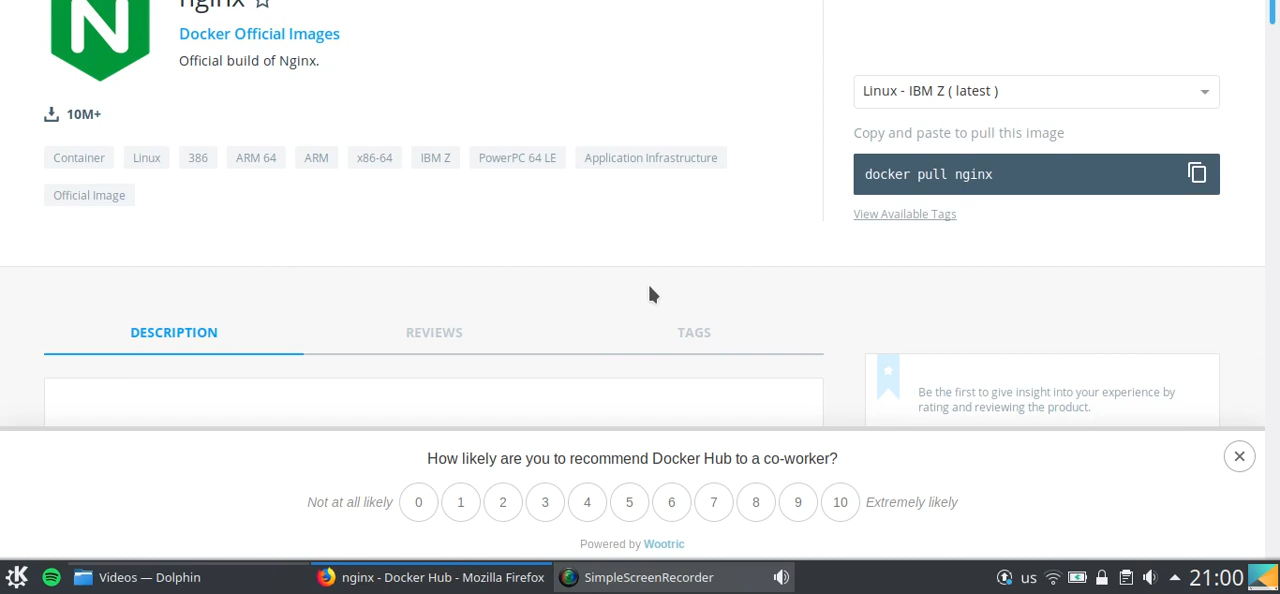 nginx
Docker Official Images
Official build of Nginx.
10M+
Container Linux 386 ARM 64 ARM x86-64 IBM Z PowerPC 64 LE Application Infrastructure
Official Image
Linux - IBM Z ( latest )
Copy and paste to pull this image
docker pull nginx
View Available Tags
DESCRIPTION REVIEWS TAGS
Be the first to give insight into your experience by
rating and reviewing the product.
How likely are you to recommend Docker Hub to a co-worker?
Not at all likely 0 1 2 3 4 5 6 7 8 9 10 Extremely likely
Powered by Wootric
Videos — Dolphin nginx - Docker Hub - Mozilla Firefox SimpleScreenRecorder us 21:00